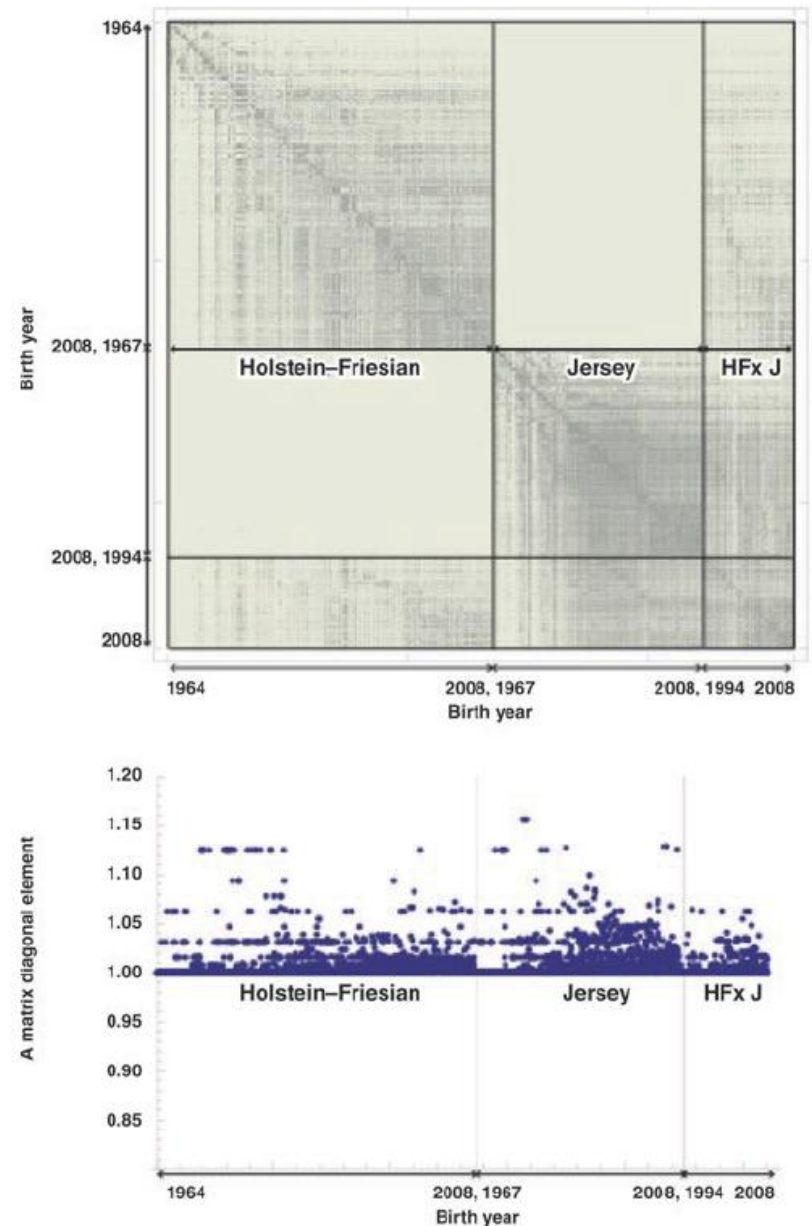 1964
Birth year
2008, 1967
Holstein–Friesian
Jersey
HFx J
2008, 1994
2008
1964
2008, 1967
2008, 1994
2008
Birth year
1.20
1.15
1.10
1.05
1.00
Holstein–Friesian
Jersey
HFx J
A matrix diagonal element
0.95
0.90
0.85
1964
2008, 1967
2008, 1994
2008
Birth year